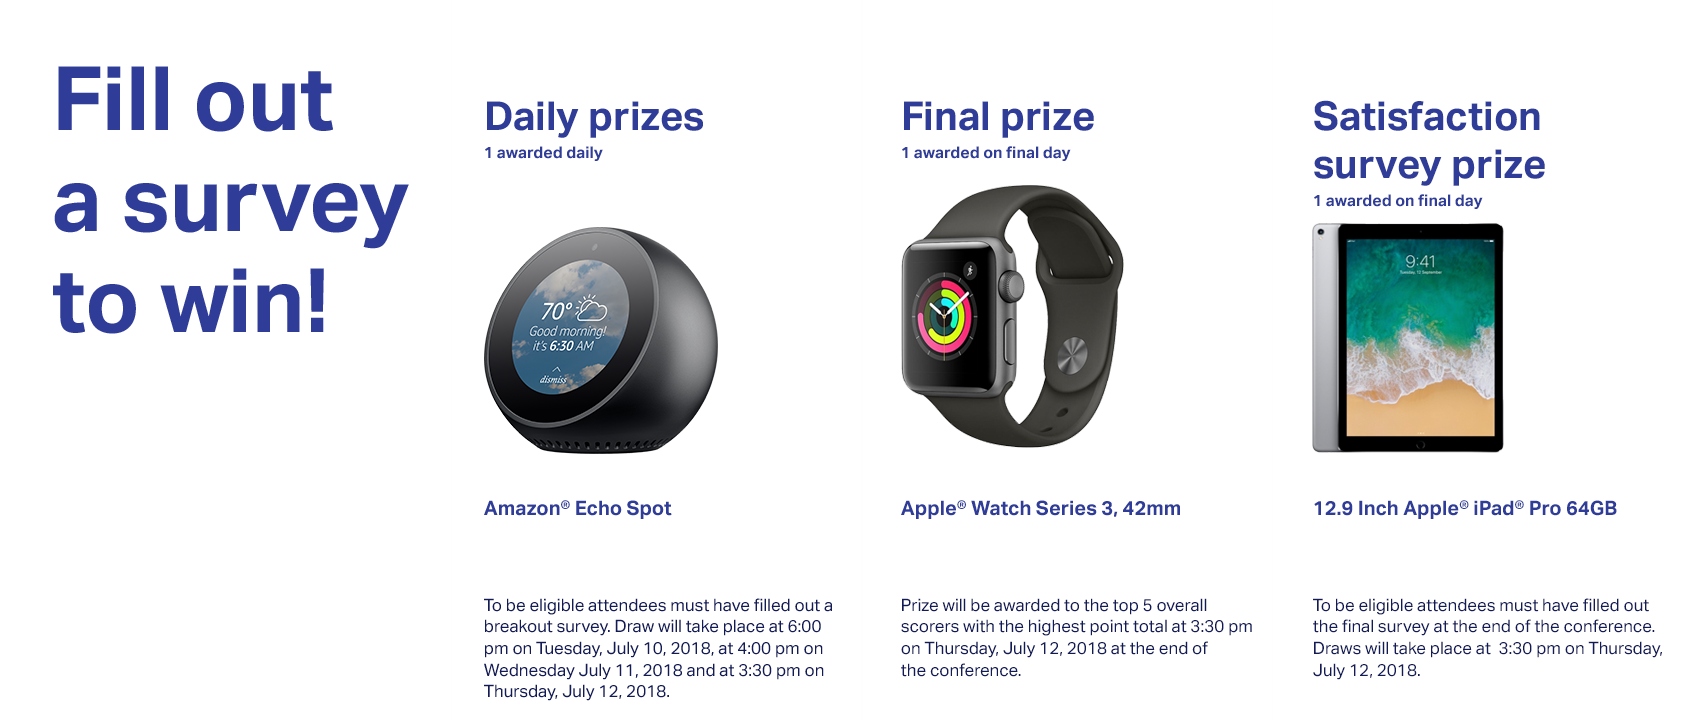 Fill out
a survey
to win!
Daily prizes
1 awarded daily
70°
Good morning!
it's 6:30 AM
dismiss
Amazon® Echo Spot
To be eligible attendees must have filled out a
breakout survey. Draw will take place at 6:00
pm on Tuesday, July 10, 2018, at 4:00 pm on
Wednesday July 11, 2018 and at 3:30 pm on
Thursday, July 12, 2018.
Final prize
1 awarded on final day
Apple® Watch Series 3, 42mm
Prize will be awarded to the top 5 overall
scorers with the highest point total at 3:30 pm
on Thursday, July 12, 2018 at the end of
the conference.
Satisfaction
survey prize
1 awarded on final day
9:41
Tuesday, 12 September
12.9 Inch Apple® iPad® Pro 64GB
To be eligible attendees must have filled out
the final survey at the end of the conference.
Draws will take place at  3:30 pm on Thursday,
July 12, 2018.